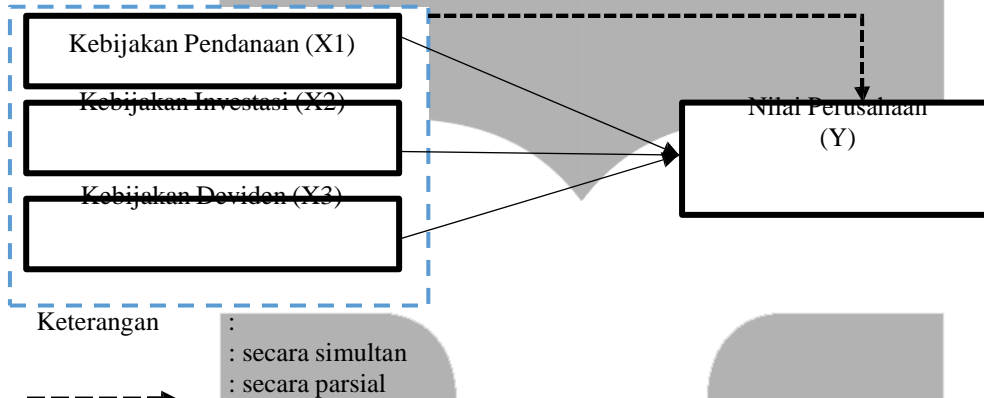 Kebijakan Pendanaan (X1)
Kebijakan Investasi (X2)
Kebijakan Deviden (X3)
Nilai Perusahaan
(Y)
Keterangan :
: secara simultan
: secara parsial